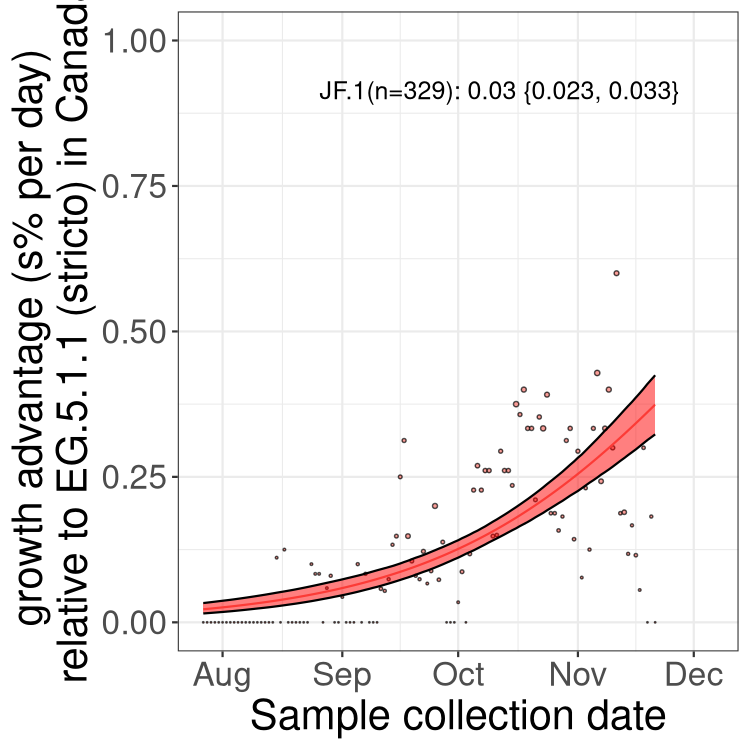 growth advantage (s% per day)
relative to EG.5.1.1 (stricto) in Canad
1.00
0.75
0.50
0.25
0.00
JF.1(n=329): 0.03 {0.023, 0.033}
Aug Sep Oct Nov Dec
Sample collection date